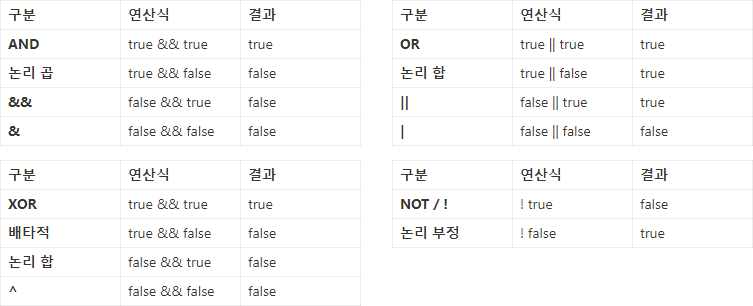 구분 연산식 결과
AND true && true true
논리 곱 true && false false
&& false && true false
& false && false false
구분 연산식 결과
OR true || true true
논리 합 true || false true
|| false || true true
| false || false false
구분 연산식 결과
XOR true && true true
배타적 true && false false
논리 합 false && true false
^ false && false false
구분 연산식 결과
NOT / ! ! true false
논리 부정 ! false true